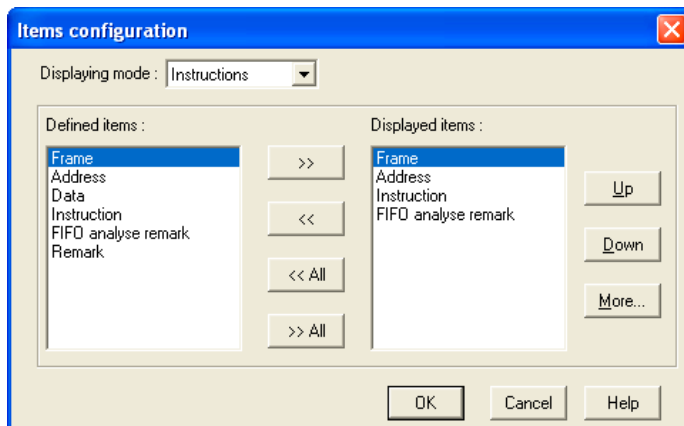 Items configuration
Displaying mode : Instructions
Defined items :
Frame
Address
Data
Instruction
FIFO analyse remark
Remark
>>
<<
<< All
>> All
Displayed items :
Frame
Address
Instruction
FIFO analyse remark
Up
Down
More...
OK Cancel Help